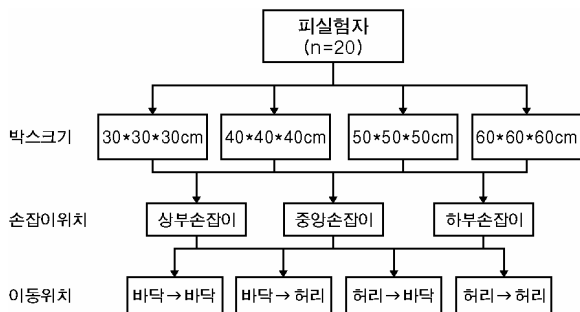 피실험자
(n=20)
박스크기
30*30*30cm
40*40*40cm
50*50*50cm
60*60*60cm
손잡이위치
상부손잡이
중앙손잡이
하부손잡이
이동위치
바닥→바닥
바닥→허리
허리→바닥
허리→허리